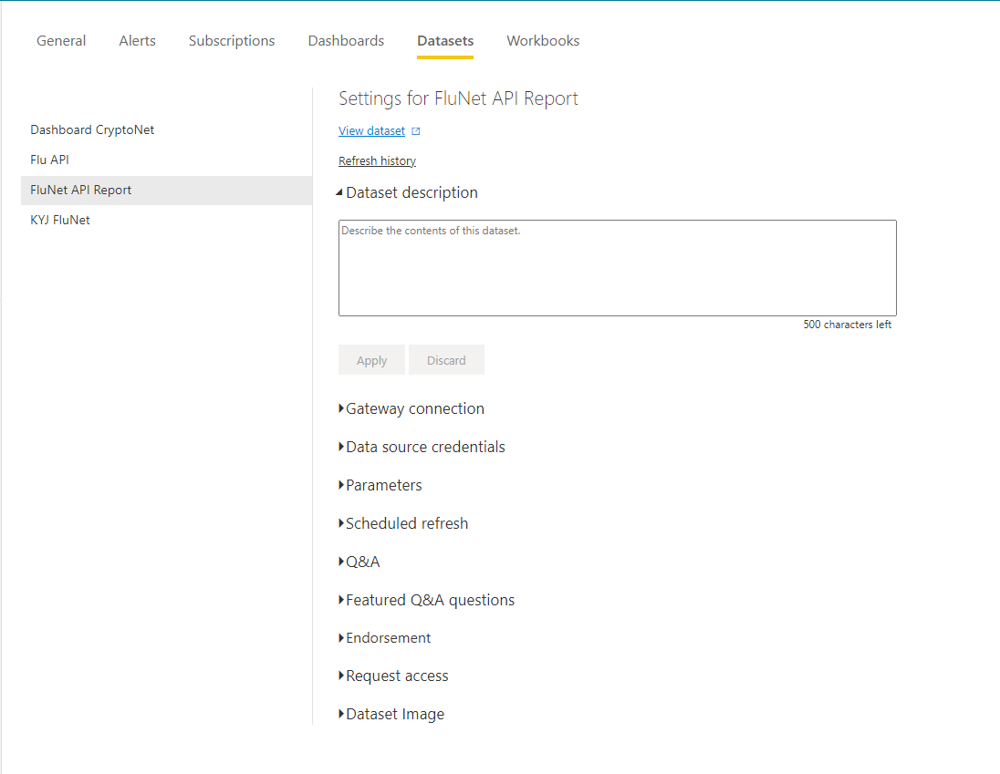 General Alerts Subscriptions Dashboards Datasets Workbooks
Dashboard CryptoNet
Flu API
FluNet API Report
KYJ FluNet
Settings for FluNet API Report
View dataset
Refresh history
Dataset description
Describe the contents of this dataset.
500 characters left
Apply Discard
Gateway connection
Data source credentials
Parameters
Scheduled refresh
Q&A
Featured Q&A questions
Endorsement
Request access
Dataset Image